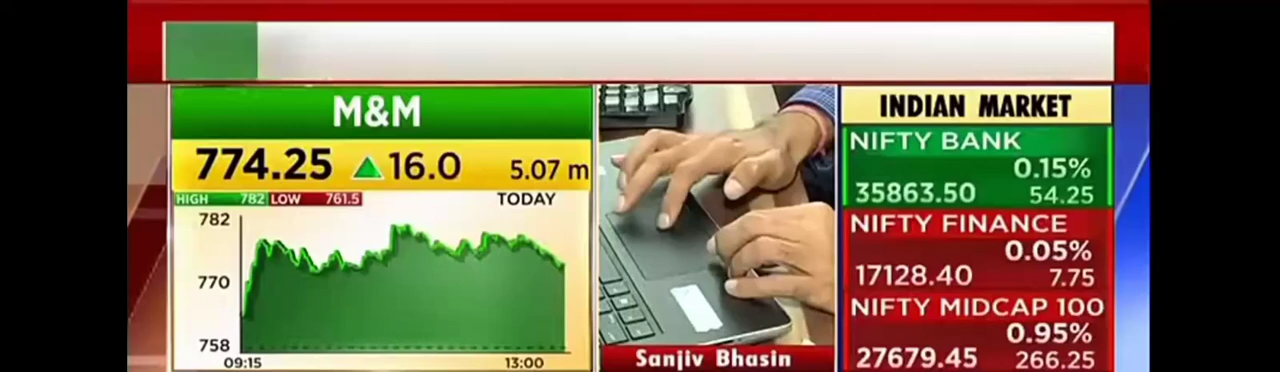 M&M
774.25 ▲ 16.0 5.07 m
HIGH 782 LOW 761.5 TODAY
782
770
758
09:15 13:00
Sanjiv Bhasin
INDIAN MARKET
NIFTY BANK
0.15%
35863.50 54.25
NIFTY FINANCE
0.05%
17128.40 7.75
NIFTY MIDCAP 100
0.95%
27679.45 266.25